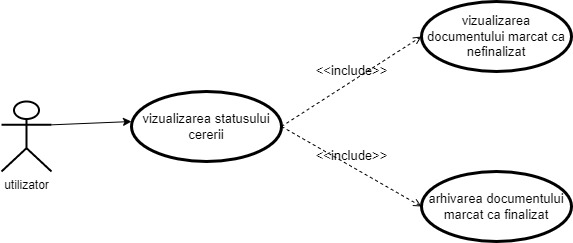 vizualizarea
documentului marcat ca
nefinalizat
<<include>>
vizualizarea statusului
cererii
<<include>>
utilizator
arhivarea documentului
marcat ca finalizat